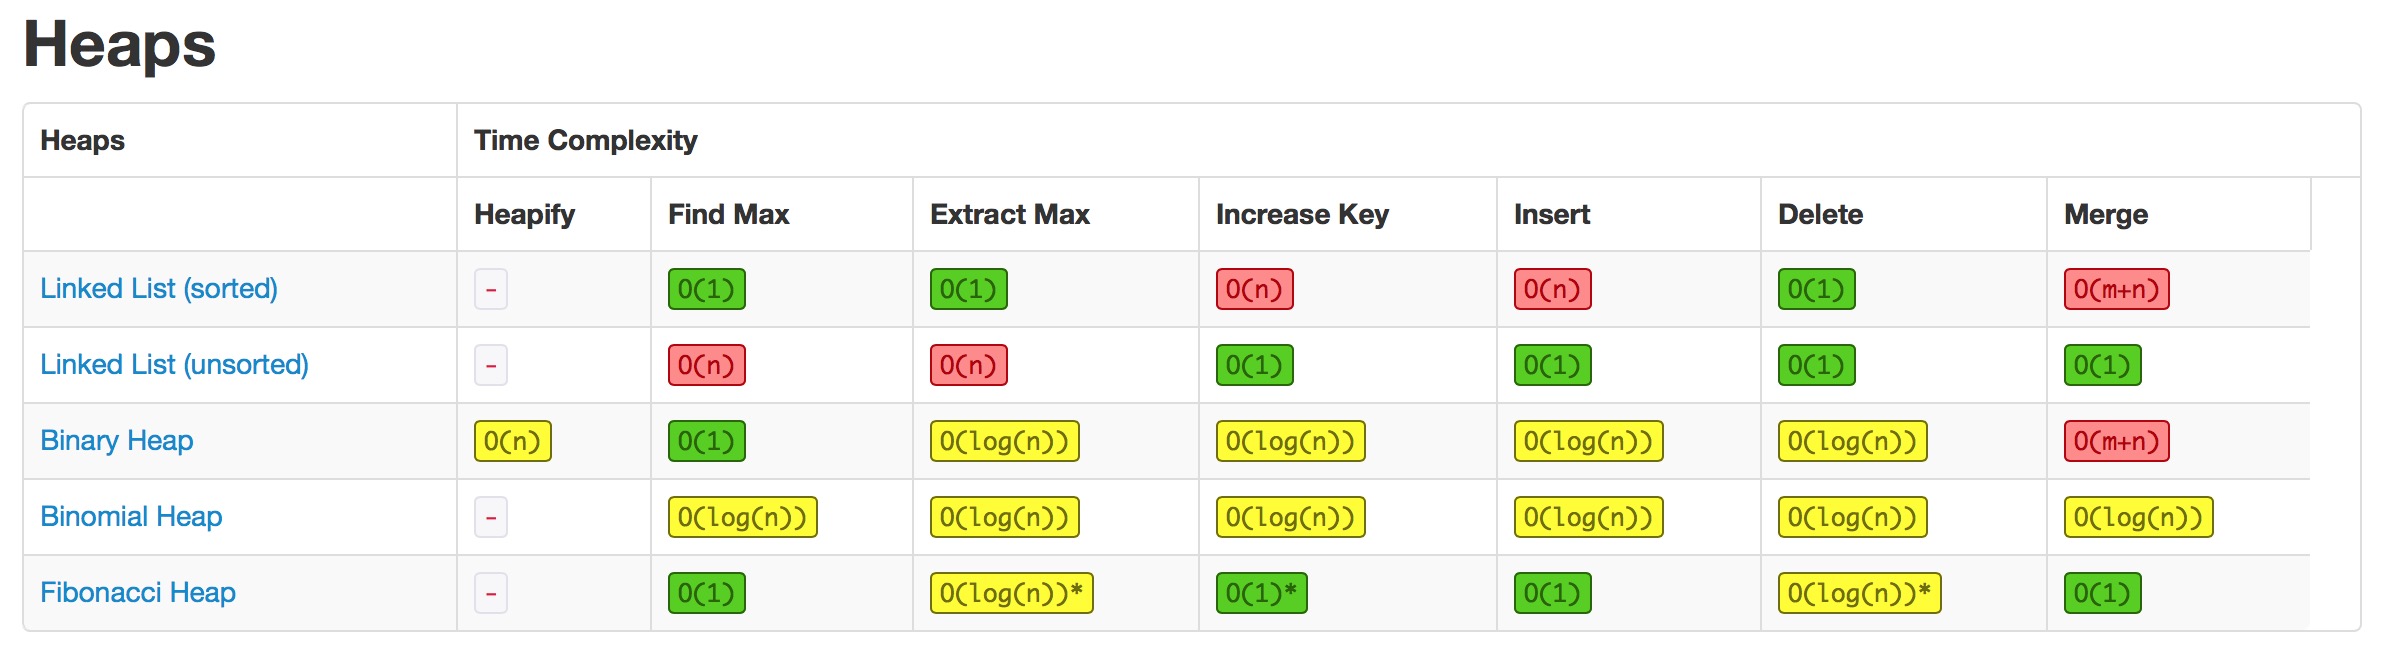 Heaps
Heaps Time Complexity
Heapify Find Max Extract Max Increase Key Insert Delete Merge
Linked List (sorted) - O(1) O(1) O(n) O(n) O(1) O(m+n)
Linked List (unsorted) - O(n) O(n) O(1) O(1) O(1) O(1)
Binary Heap O(n) O(1) O(log(n)) O(log(n)) O(log(n)) O(log(n)) O(m+n)
Binomial Heap - O(log(n)) O(log(n)) O(log(n)) O(log(n)) O(log(n)) O(log(n))
Fibonacci Heap - O(1) O(log(n))* O(1)* O(1) O(log(n))* O(1)